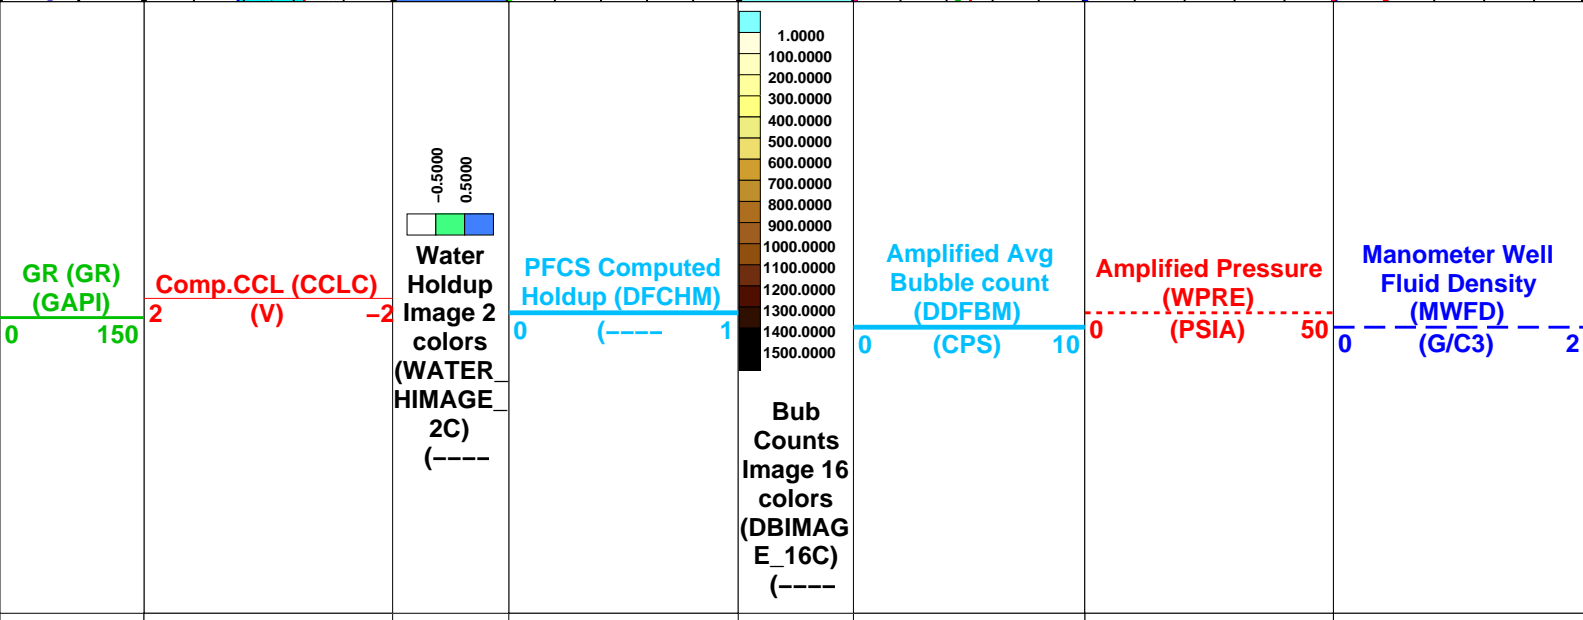 GR (GR)
(GAPI)
0 150
Comp.CCL (CCLC)
2 (V) −2
−0.5000
0.5000
Water
Holdup
Image 2
colors
(WATER_
HIMAGE_
2C)
(−−−−
PFCS Computed
Holdup (DFCHM)
0 (−−−− 1
1.0000
100.0000
200.0000
300.0000
400.0000
500.0000
600.0000
700.0000
800.0000
900.0000
1000.0000
1100.0000
1200.0000
1300.0000
1400.0000
1500.0000
Bub
Counts
Image 16
colors
(DBIMAG
E_16C)
(−−−−
Amplified Avg
Bubble count
(DDFBM)
0 (CPS) 10
Amplified Pressure
(WPRE)
0 (PSIA) 50
Manometer Well
Fluid Density
(MWFD)
0 (G/C3) 2